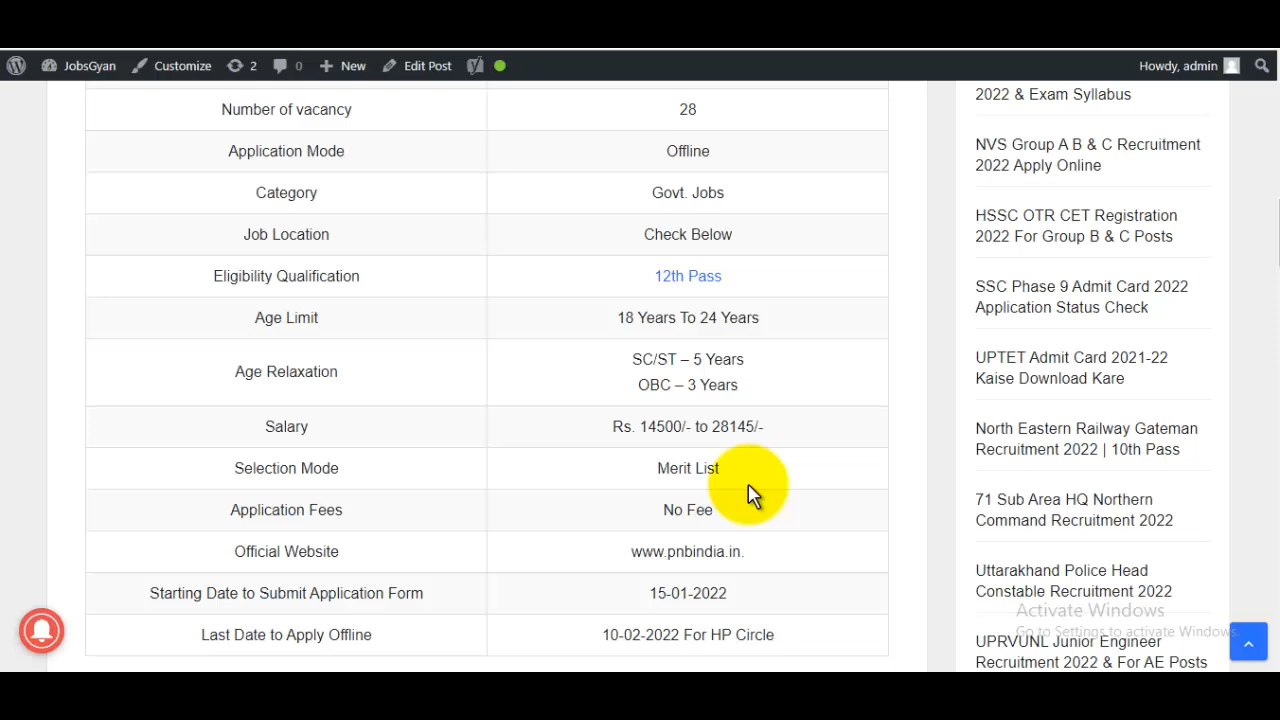 JobsGyan Customize 2 0 New Edit Post Howdy, admin
Number of vacancy 28
Application Mode Offline
Category Govt. Jobs
Job Location Check Below
Eligibility Qualification 12th Pass
Age Limit 18 Years To 24 Years
Age Relaxation SC/ST – 5 Years
OBC – 3 Years
Salary Rs. 14500/- to 28145/-
Selection Mode Merit List
Application Fees No Fee
Official Website www.pnbindia.in.
Starting Date to Submit Application Form 15-01-2022
Last Date to Apply Offline 10-02-2022 For HP Circle
2022 & Exam Syllabus
NVS Group A B & C Recruitment
2022 Apply Online
HSSC OTR CET Registration
2022 For Group B & C Posts
SSC Phase 9 Admit Card 2022
Application Status Check
UPTET Admit Card 2021-22
Kaise Download Kare
North Eastern Railway Gateman
Recruitment 2022 | 10th Pass
71 Sub Area HQ Northern
Command Recruitment 2022
Uttarakhand Police Head
Constable Recruitment 2022
Activate Windows
Go to Settings to activate Windows.
UPRVUNL Junior Engineer
Recruitment 2022 & For AE Posts